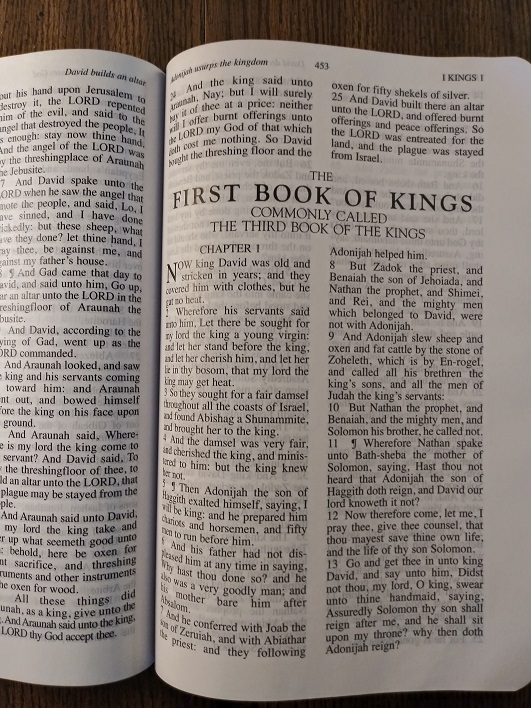 David builds an altar
out his hand upon Jerusalem to
destroy it, the LORD repented
him of the evil, and said to the
angel that destroyed the people, It
is enough: stay now thine hand,
And the angel of the LORD was
by the threshingplace of Araunah
the Jebusite.
17 And David spake unto the
LORD when he saw the angel that
smote the people, and said, Lo, I
have sinned, and I have done
wickedly: but these sheep, what
have they done? let thine hand, I
pray thee, be against me, and
against my father's house.
¶ And Gad came that day to
David, and said unto him, Go up,
rear an altar unto the LORD in the
threshingfloor of Araunah the
Jebusite.
And David, according to the
saying of Gad, went up as the
LORD commanded.
And Araunah looked, and saw
the king and his servants coming
toward him: and Araunah
went out, and bowed himself
before the king on his face upon
ground.
And Araunah said, Where-
fore is my lord the king come to
servant? And David said, To
the threshingfloor of thee, to
build an altar unto the LORD, that
plague may be stayed from the
people.
And Araunah said unto David,
my lord the king take and
offer up what seemeth good unto
behold, here be oxen for
burnt sacrifice, and threshing
instruments and other instruments
the oxen for wood.
All these things did
Araunah, as a king, give unto the
And Araunah said unto the king,
LORD thy God accept thee.
Adonijah usurps the kingdom 453 I KINGS 1
24 And the king said unto
Araunah, Nay; but I will surely
buy it of thee at a price: neither
will I offer burnt offerings unto
the LORD my God of that which
doth cost me nothing. So David
bought the threshing floor and the
oxen for fifty shekels of silver.
25 And David built there an altar
unto the LORD, and offered burnt
offerings and peace offerings. So
the LORD was entreated for the
land, and the plague was stayed
from Israel.
THE
FIRST BOOK OF KINGS
COMMONLY CALLED
THE THIRD BOOK OF THE KINGS
CHAPTER 1
NOW king David was old and
stricken in years; and they
covered him with clothes, but he
gat no heat.
2 Wherefore his servants said
unto him, Let there be sought for
my lord the king a young virgin:
and let her stand before the king,
and let her cherish him, and let her
lie in thy bosom, that my lord the
king may get heat.
3 So they sought for a fair damsel
throughout all the coasts of Israel,
and found Abishag a Shunammite,
and brought her to the king.
4 And the damsel was very fair,
and cherished the king, and minis-
tered to him: but the king knew
her not.
5 ¶ Then Adonijah the son of
Haggith exalted himself, saying, I
will be king: and he prepared him
chariots and horsemen, and fifty
men to run before him.
6 And his father had not dis-
pleased him at any time in saying,
Why hast thou done so? and he
also was a very goodly man; and
his mother bare him after
Absalom.
7 And he conferred with Joab the
son of Zeruiah, and with Abiathar
the priest: and they following
Adonijah helped him.
8 But Zadok the priest, and
Benaiah the son of Jehoiada, and
Nathan the prophet, and Shimei,
and Rei, and the mighty men
which belonged to David, were
not with Adonijah.
9 And Adonijah slew sheep and
oxen and fat cattle by the stone of
Zoheleth, which is by En-rogel,
and called all his brethren the
king's sons, and all the men of
Judah the king's servants:
10 But Nathan the prophet, and
Benaiah, and the mighty men, and
Solomon his brother, he called not.
11 ¶ Wherefore Nathan spake
unto Bath-sheba the mother of
Solomon, saying, Hast thou not
heard that Adonijah the son of
Haggith doth reign, and David our
lord knoweth it not?
12 Now therefore come, let me, I
pray thee, give thee counsel, that
thou mayest save thine own life,
and the life of thy son Solomon.
13 Go and get thee in unto king
David, and say unto him, Didst
not thou, my lord, O king, swear
unto thine handmaid, saying,
Assuredly Solomon thy son shall
reign after me, and he shall sit
upon my throne? why then doth
Adonijah reign?